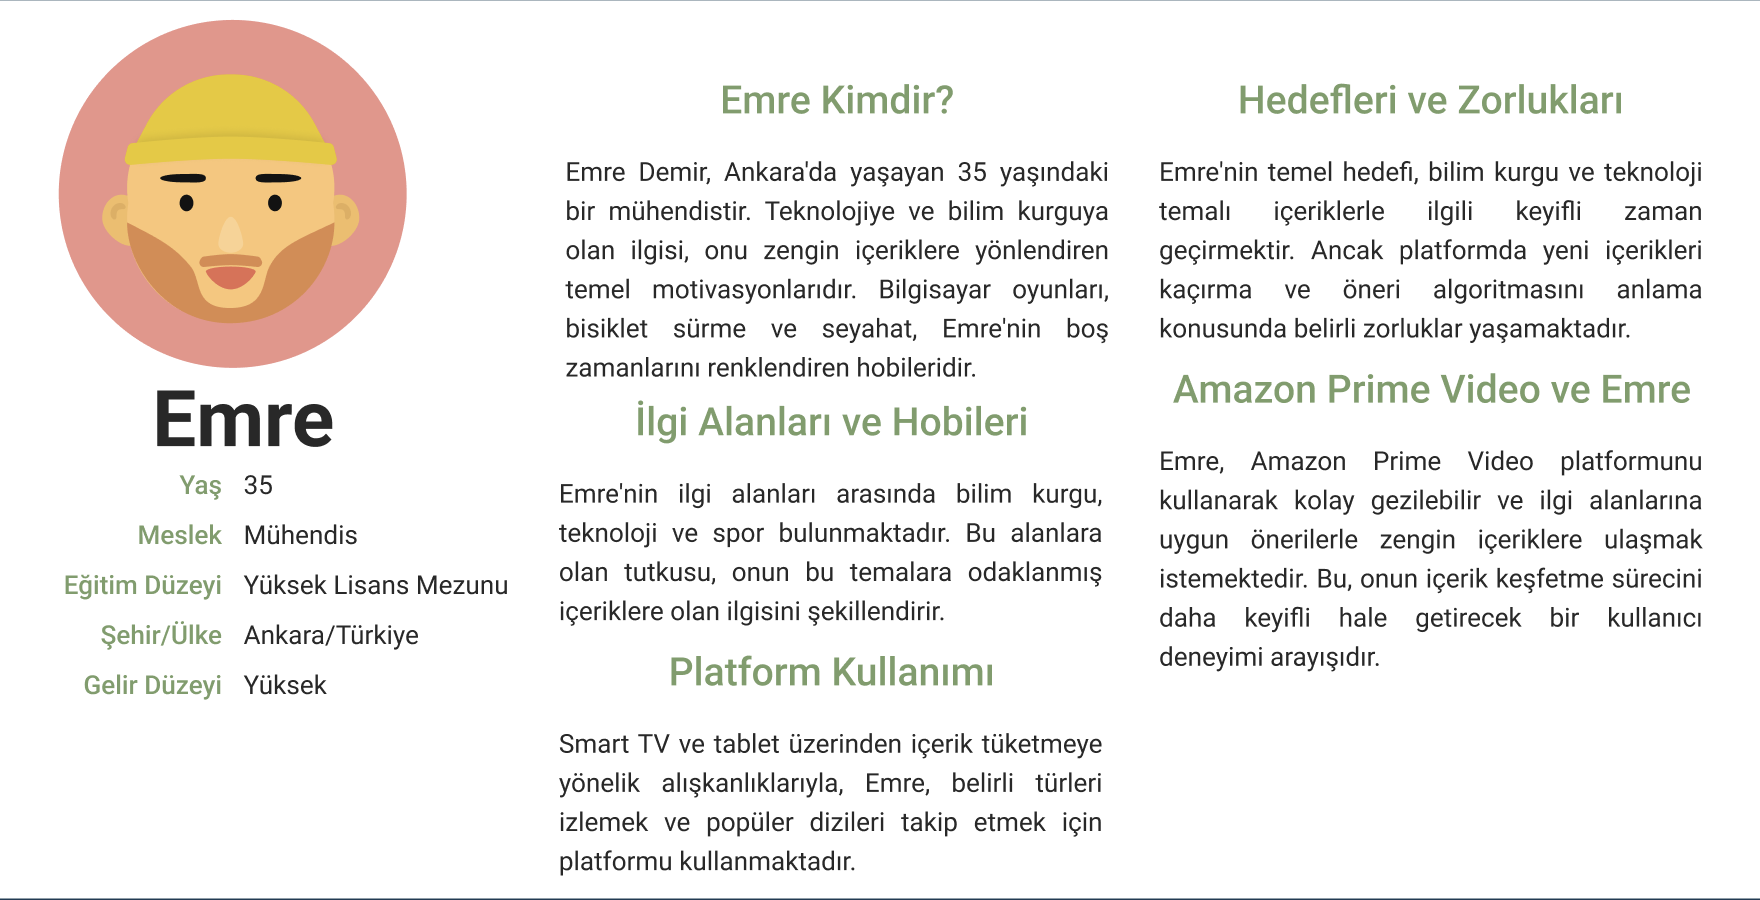 Emre
Yaş 35
Meslek Mühendis
Eğitim Düzeyi Yüksek Lisans Mezunu
Şehir/Ülke Ankara/Türkiye
Gelir Düzeyi Yüksek
Emre Kimdir?
Emre Demir, Ankara'da yaşayan 35 yaşındaki
bir mühendistir. Teknolojiye ve bilim kurguya
olan ilgisi, onu zengin içeriklere yönlendiren
temel motivasyonlarıdır. Bilgisayar oyunları,
bisiklet sürme ve seyahat, Emre'nin boş
zamanlarını renklendiren hobileridir.
İlgi Alanları ve Hobileri
Emre'nin ilgi alanları arasında bilim kurgu,
teknoloji ve spor bulunmaktadır. Bu alanlara
olan tutkusu, onun bu temalara odaklanmış
içeriklere olan ilgisini şekillendirir.
Platform Kullanımı
Smart TV ve tablet üzerinden içerik tüketmeye
yönelik alışkanlıklarıyla, Emre, belirli türleri
izlemek ve popüler dizileri takip etmek için
platformu kullanmaktadır.
Hedefleri ve Zorlukları
Emre'nin temel hedefi, bilim kurgu ve teknoloji
temalı içeriklerle ilgili keyifli zaman
geçirmektir. Ancak platformda yeni içerikleri
kaçırma ve öneri algoritmasını anlama
konusunda belirli zorluklar yaşamaktadır.
Amazon Prime Video ve Emre
Emre, Amazon Prime Video platformunu
kullanarak kolay gezilebilir ve ilgi alanlarına
uygun önerilerle zengin içeriklere ulaşmak
istemektedir. Bu, onun içerik keşfetme sürecini
daha keyifli hale getirecek bir kullanıcı
deneyimi arayışıdır.